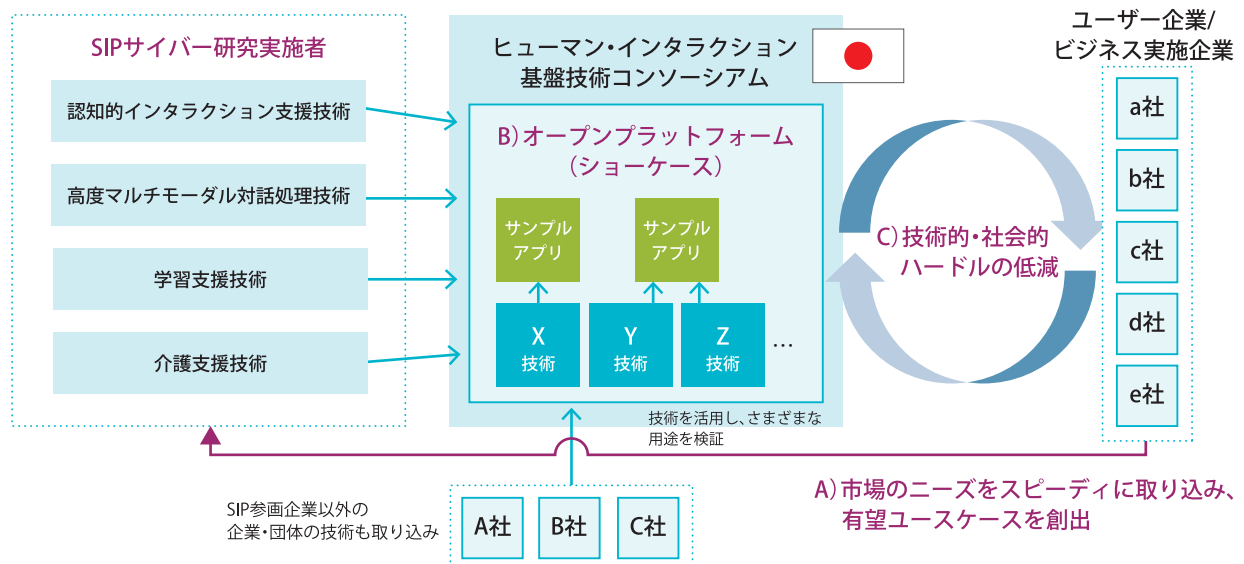 SIPサイバー研究実施者
認知的インタラクション支援技術
高度マルチモーダル対話処理技術
学習支援技術
介護支援技術
ヒューマン・インタラクション
基盤技術コンソーシアム
B）オープンプラットフォーム
（ショーケース）
サンプル
アプリ
サンプル
アプリ
X
技術
Y
技術
Z
技術
…
技術を活用し、さまざまな
用途を検証
C）技術的・社会的
ハードルの低減
ユーザー企業/
ビジネス実施企業
a社
b社
c社
d社
e社
A）市場のニーズをスピーディに取り込み、
有望ユースケースを創出
SIP参画企業以外の
企業・団体の技術も取り込み
A社
B社
C社